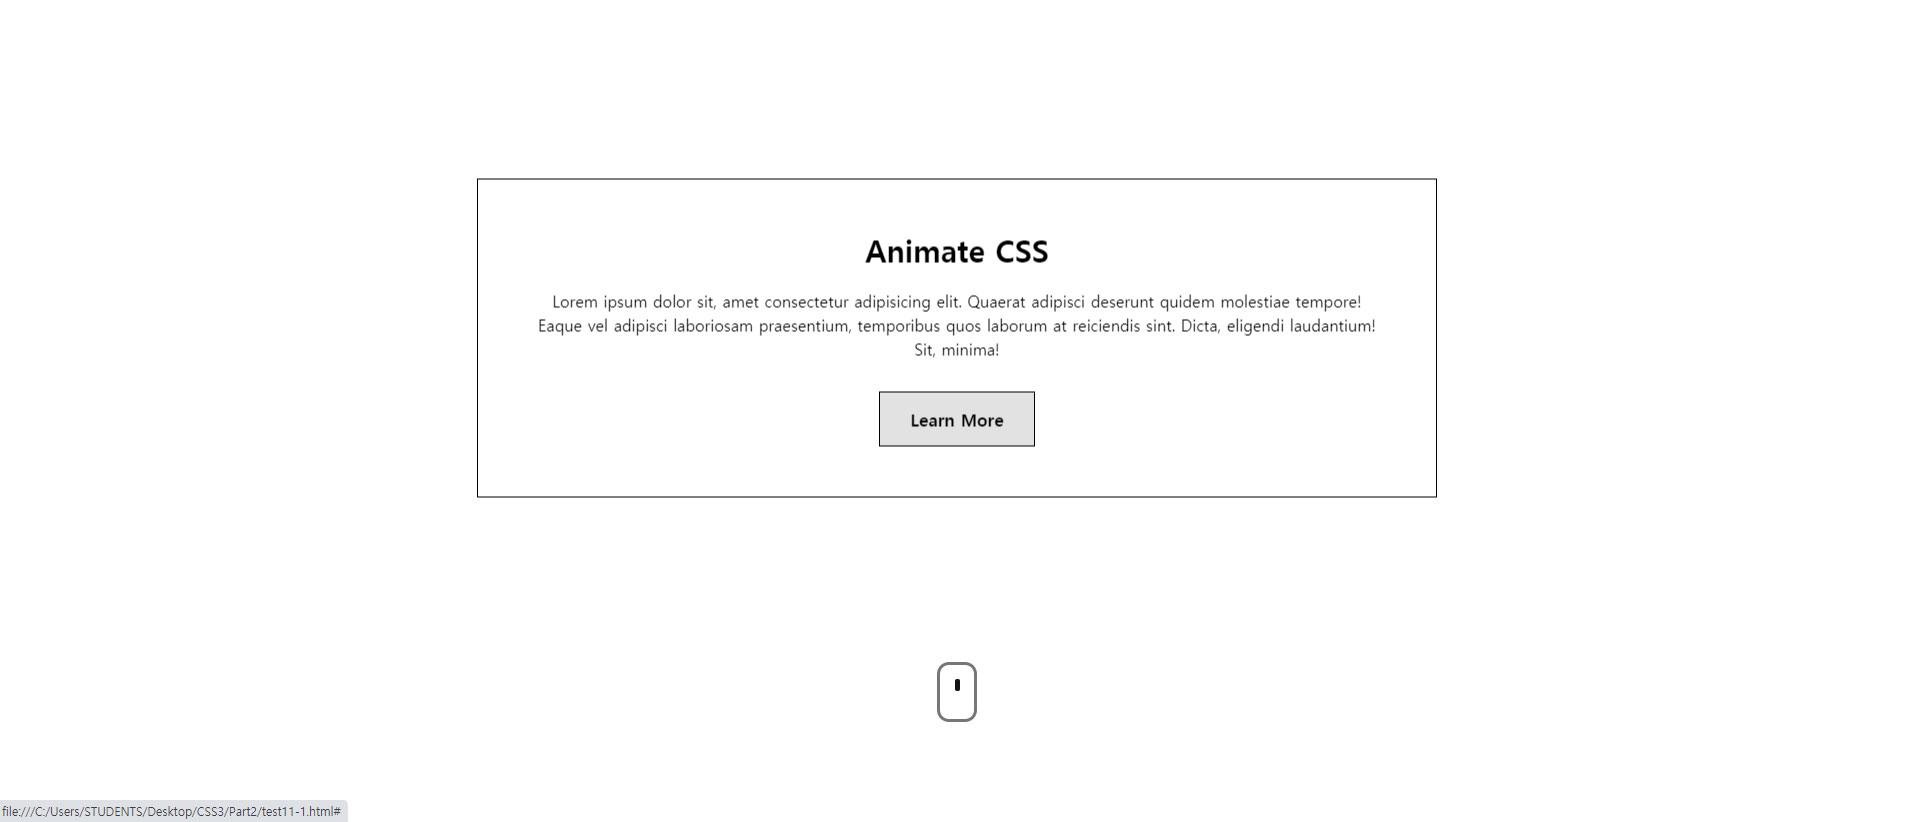 Animate CSS
Lorem ipsum dolor sit, amet consectetur adipisicing elit. Quaerat adipisci deserunt quidem molestiae tempore!
Eaque vel adipisci laboriosam praesentium, temporibus quos laborum at reiciendis sint. Dicta, eligendi laudantium!
Sit, minima!
Learn More
file:///C:/Users/STUDENTS/Desktop/CSS3/Part2/test11-1.html#